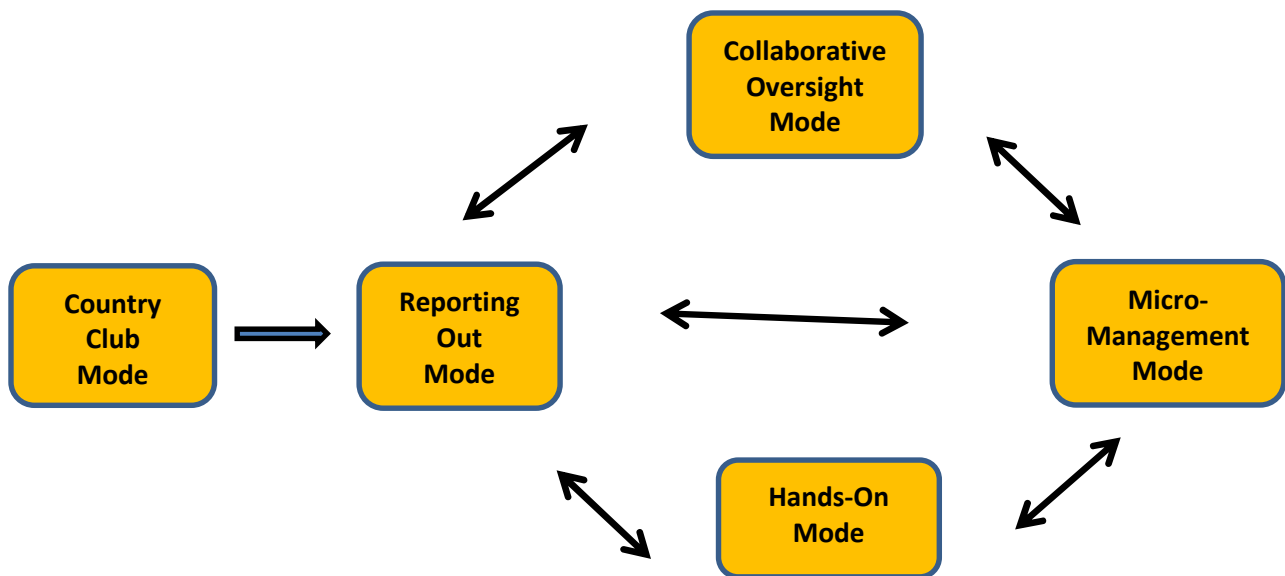 Collaborative
Oversight
Mode
Country
Club
Mode
Reporting
Out
Mode
Micro-
Management
Mode
Hands-On
Mode